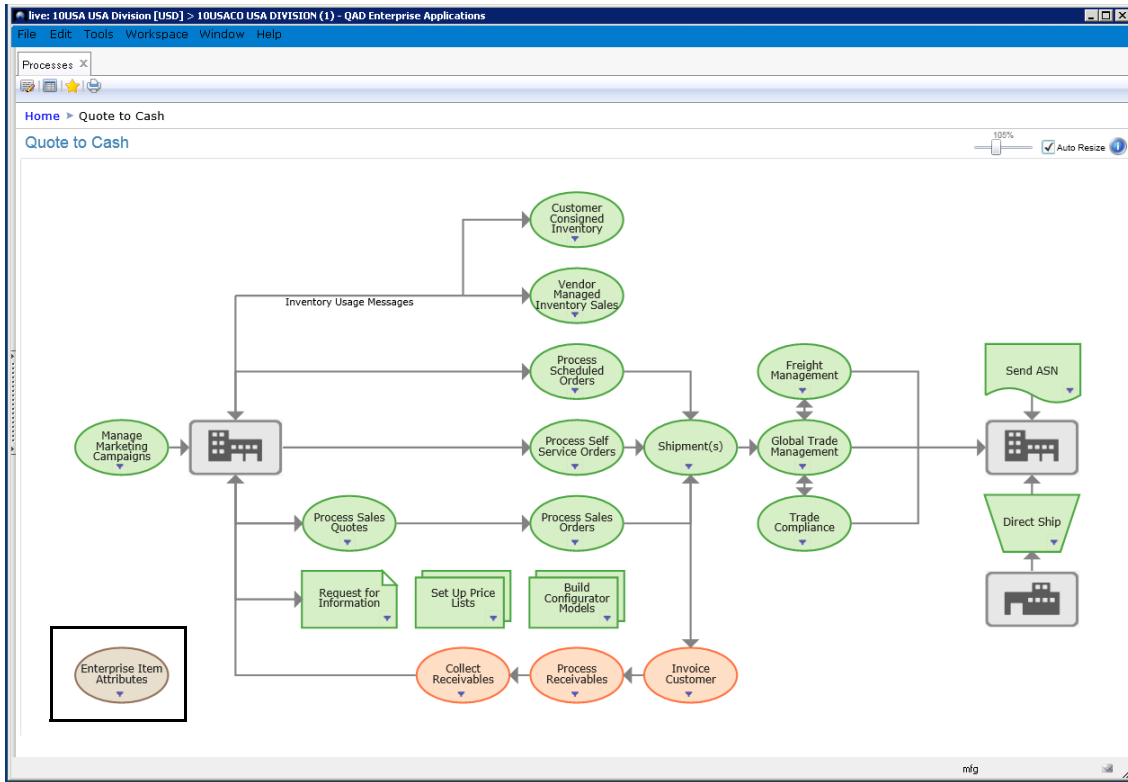 live: 10USA USA Division [USD] > 10USACO USA DIVISION (1) - QAD Enterprise Applications
File Edit Tools Workspace Window Help
Processes
Home Quote to Cash
Quote to Cash
105%
Auto Resize
Customer
Consigned
Inventory
Inventory Usage Messages
Vendor
Managed
Inventory Sales
Process
Scheduled
Orders
Freight
Management
Send ASN
Manage
Marketing
Campaigns
Process Self
Service Orders
Shipment(s)
Global Trade
Management
Process Sales
Quotes
Process Sales
Orders
Trade
Compliance
Direct Ship
Request for
Information
Set Up Price
Lists
Build
Configurator
Models
Enterprise Item
Attributes
Collect
Receivables
Process
Receivables
Invoice
Customer
mfg